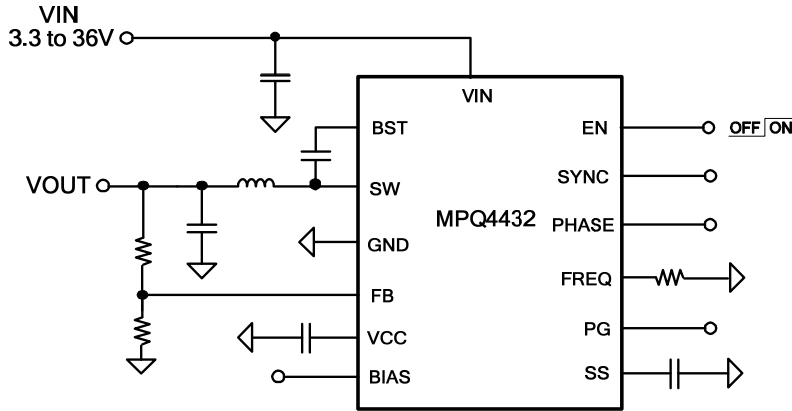 VIN
3.3 to 36V
VIN
BST
EN
OFF ON
SYNC
VOUT
SW
MPQ4432
PHASE
GND
FREQ
FB
PG
VCC
SS
BIAS